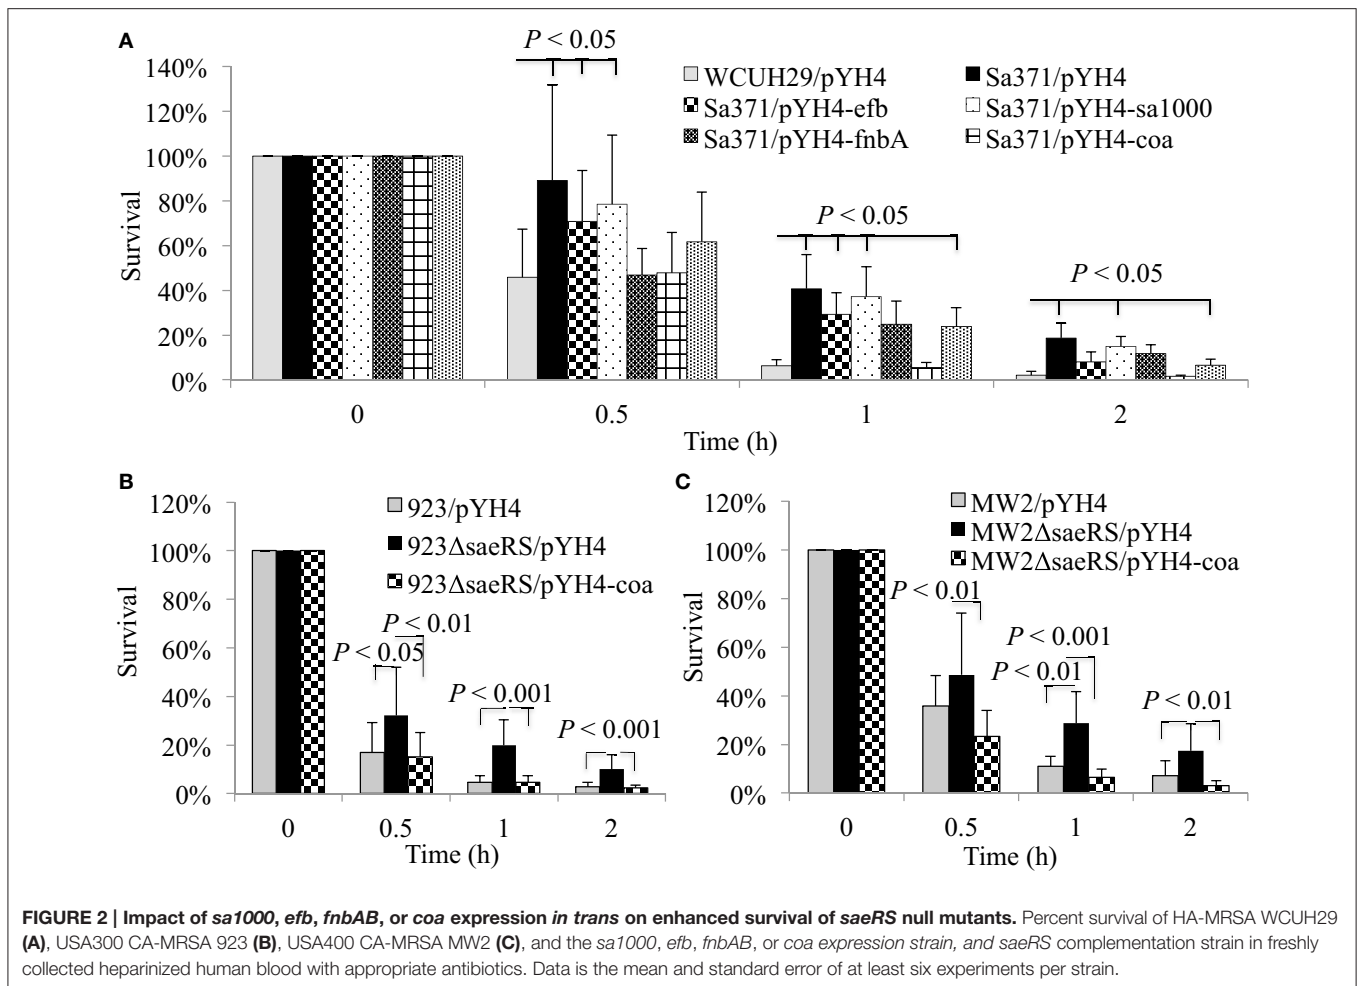 A
P < 0.05
140%
120%
100%
80%
60%
40%
20%
0%
Survival
WCUH29/pYH4
Sa371/pYH4
Sa371/pYH4-efb
Sa371/pYH4-sa1000
Sa371/pYH4-fnbA
Sa371/pYH4-coa
P < 0.05
P < 0.05
0 0.5 1 2
Time (h)
B
120%
100%
80%
60%
40%
20%
0%
Survival
923/pYH4
923ΔsaeRS/pYH4
923ΔsaeRS/pYH4-coa
P < 0.01
P < 0.05
P < 0.001
P < 0.001
0 0.5 1 2
Time (h)
C
120%
100%
80%
60%
40%
20%
0%
Survival
MW2/pYH4
MW2ΔsaeRS/pYH4
MW2ΔsaeRS/pYH4-coa
P < 0.01
P < 0.001
P < 0.01
P < 0.01
0 0.5 1 2
Time (h)
FIGURE 2 | Impact of sa1000, efb, fnbAB, or coa expression in trans on enhanced survival of saeRS null mutants. Percent survival of HA-MRSA WCUH29
(A), USA300 CA-MRSA 923 (B), USA400 CA-MRSA MW2 (C), and the sa1000, efb, fnbAB, or coa expression strain, and saeRS complementation strain in freshly
collected heparinized human blood with appropriate antibiotics. Data is the mean and standard error of at least six experiments per strain.